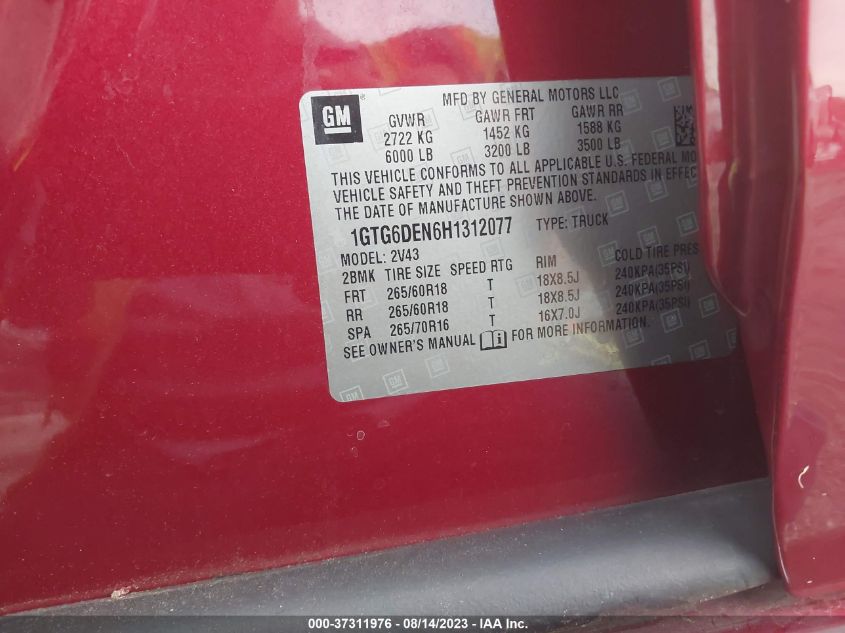 GM
MFD BY GENERAL MOTORS LLC
GVWR GAWR FRT GAWR RR
2722 KG 1452 KG 1588 KG
6000 LB 3200 LB 3500 LB
THIS VEHICLE CONFORMS TO ALL APPLICABLE U.S. FEDERAL MO
VEHICLE SAFETY AND THEFT PREVENTION STANDARDS IN EFFEC
THE DATE OF MANUFACTURE SHOWN ABOVE.
1GTG6DEN6H1312077 TYPE: TRUCK
MODEL: 2V43
2BMK TIRE SIZE SPEED RTG RIM COLD TIRE PRES
FRT 265/60R18 T 18X8.5J 240KPA(35PSI)
RR 265/60R18 T 18X8.5J 240KPA(35PSI)
SPA 265/70R16 T 16X7.0J 240KPA(35PSI)
SEE OWNER'S MANUAL FOR MORE INFORMATION.
000-37311976 - 08/14/2023 - IAA Inc.